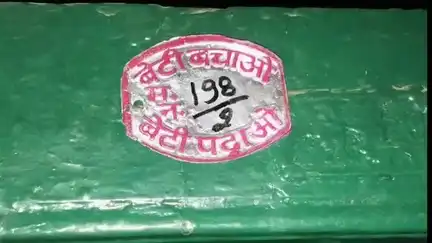 बेटी बचाओ
म.नं.
198/2
बेटी पढ़ाओ